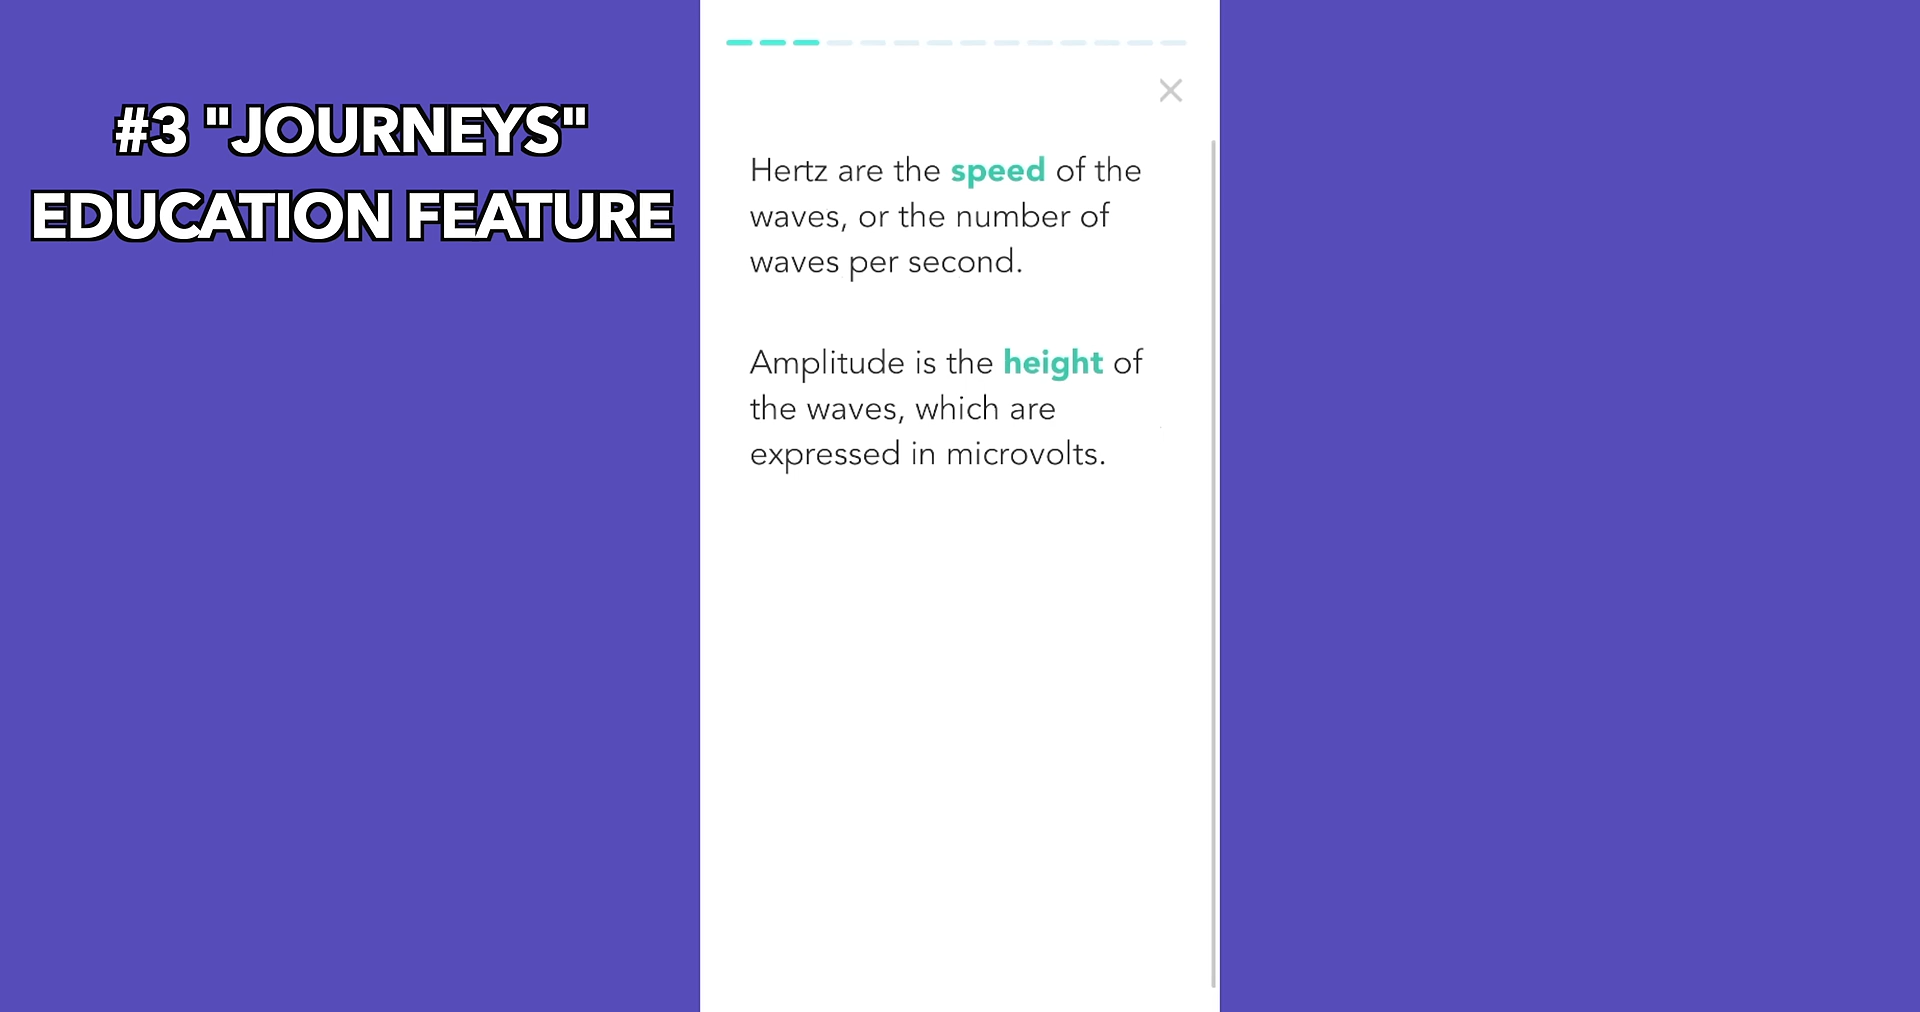 #3 "JOURNEYS"
EDUCATION FEATURE
Hertz are the speed of the
waves, or the number of
waves per second.
Amplitude is the height of
the waves, which are
expressed in microvolts.